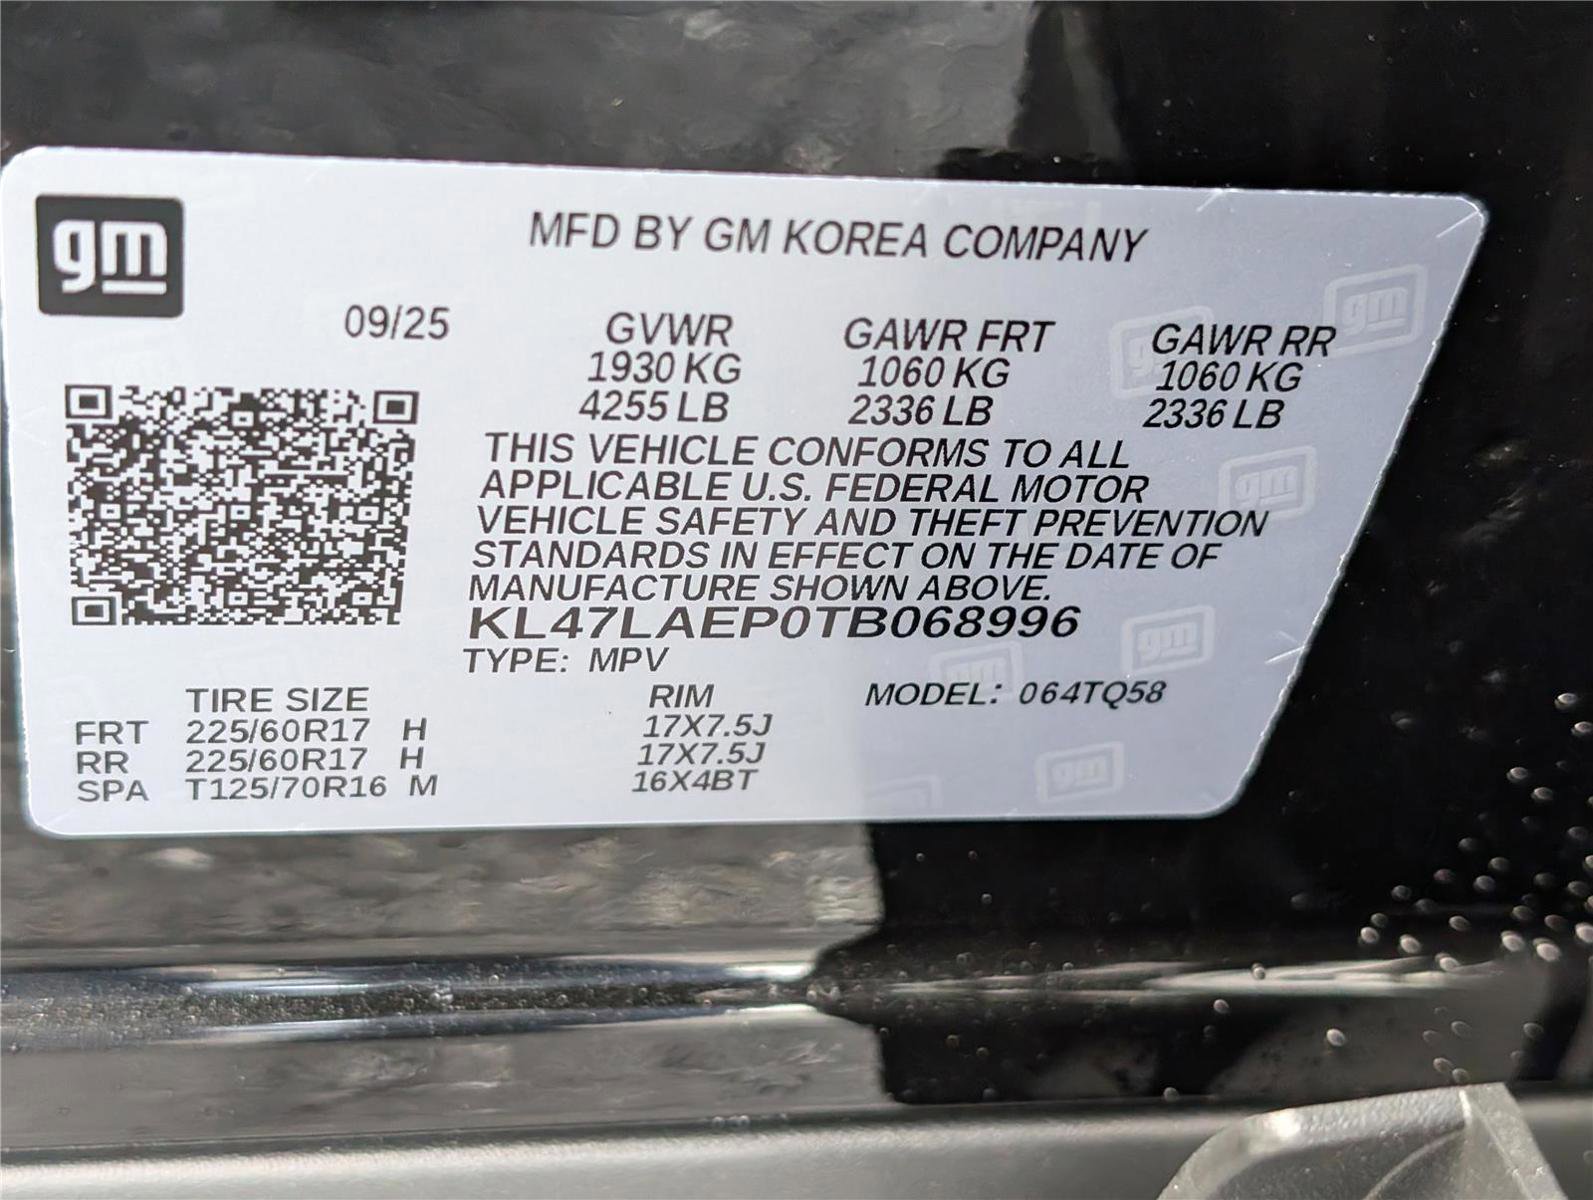 gm
MFD BY GM KOREA COMPANY
09/25
GVWR GAWR FRT GAWR RR
1930 KG 1060 KG 1060 KG
4255 LB 2336 LB 2336 LB
THIS VEHICLE CONFORMS TO ALL
APPLICABLE U.S. FEDERAL MOTOR
VEHICLE SAFETY AND THEFT PREVENTION
STANDARDS IN EFFECT ON THE DATE OF
MANUFACTURE SHOWN ABOVE.
KL47LAEP0TB068996
TYPE: MPV
TIRE SIZE RIM MODEL: 064TQ58
FRT 225/60R17 H 17X7.5J
RR 225/60R17 H 17X7.5J
SPA T125/70R16 M 16X4BT